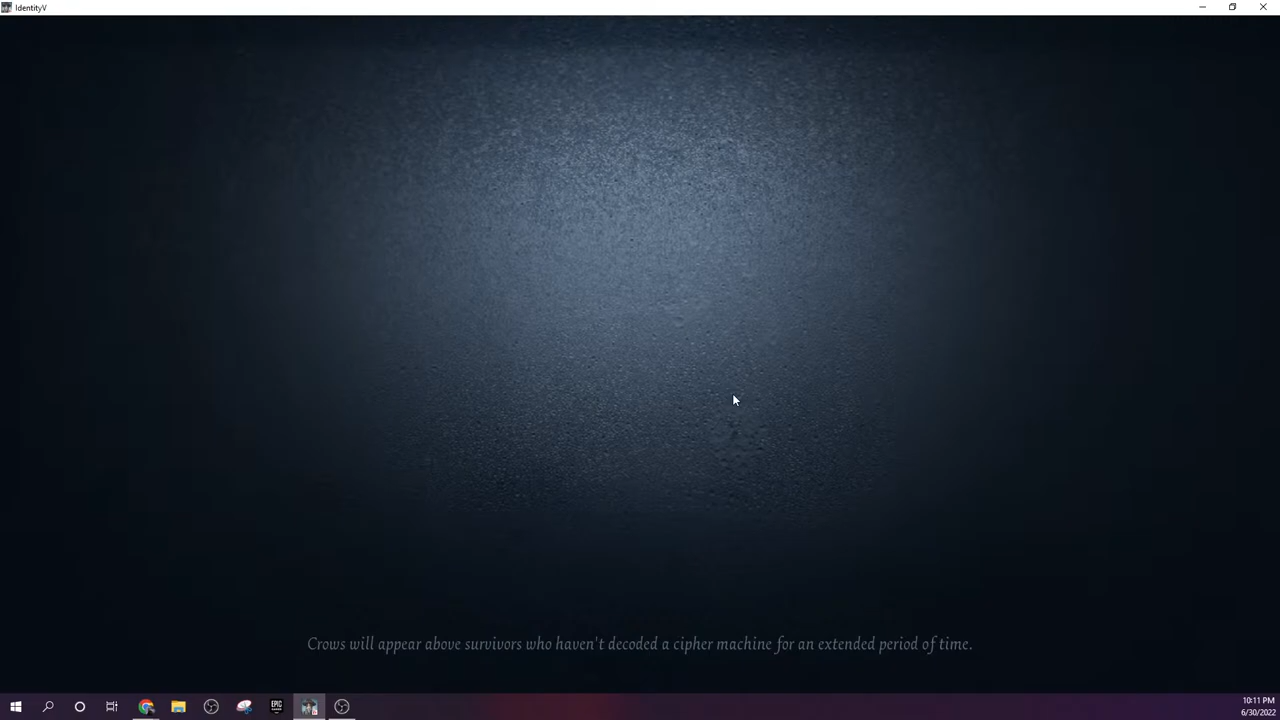 IdentityV
Crows will appear above survivors who haven't decoded a cipher machine for an extended period of time.
EPIC
10:11 PM
6/30/2022